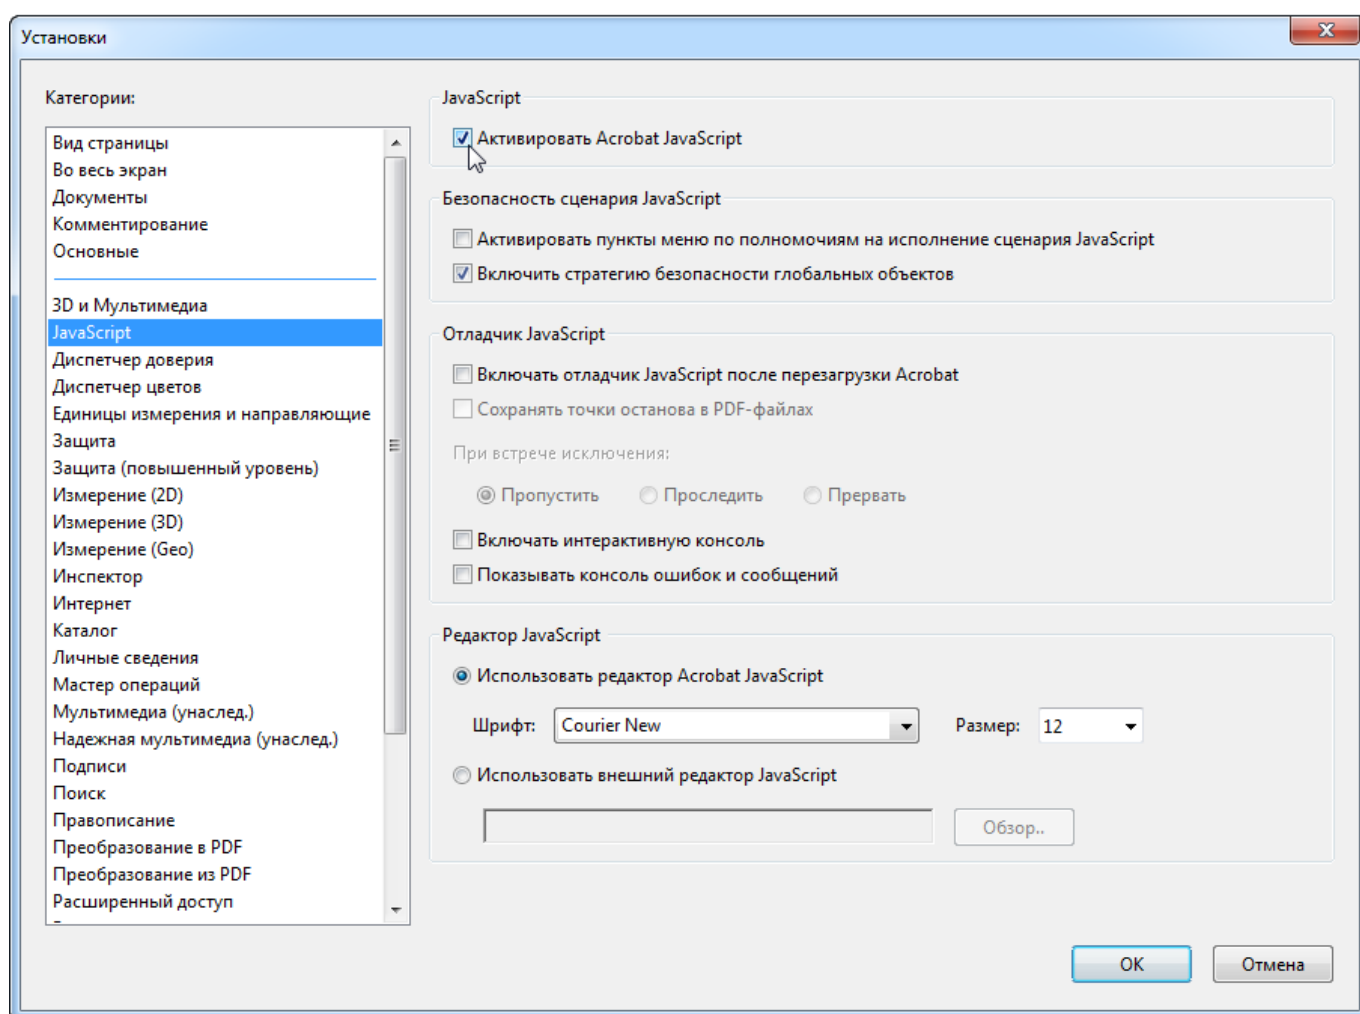 Установки
Категории:
Вид страницы
Во весь экран
Документы
Комментирование
Основные
3D и Мультимедиа
JavaScript
Диспетчер доверия
Диспетчер цветов
Единицы измерения и направляющие
Защита
Защита (повышенный уровень)
Измерение (2D)
Измерение (3D)
Измерение (Geo)
Инспектор
Интернет
Каталог
Личные сведения
Мастер операций
Мультимедиа (унаслед.)
Надежная мультимедиа (унаслед.)
Подписи
Поиск
Правописание
Преобразование в PDF
Преобразование из PDF
Расширенный доступ
JavaScript
Активировать Acrobat JavaScript
Безопасность сценария JavaScript
Активировать пункты меню по полномочиям на исполнение сценария JavaScript
Включить стратегию безопасности глобальных объектов
Отладчик JavaScript
Включать отладчик JavaScript после перезагрузки Acrobat
Сохранять точки останова в PDF-файлах
При встрече исключения:
Пропустить Проследить Прервать
Включать интерактивную консоль
Показывать консоль ошибок и сообщений
Редактор JavaScript
Использовать редактор Acrobat JavaScript
Шрифт: Courier New Размер: 12
Использовать внешний редактор JavaScript
Обзор..
OK Отмена